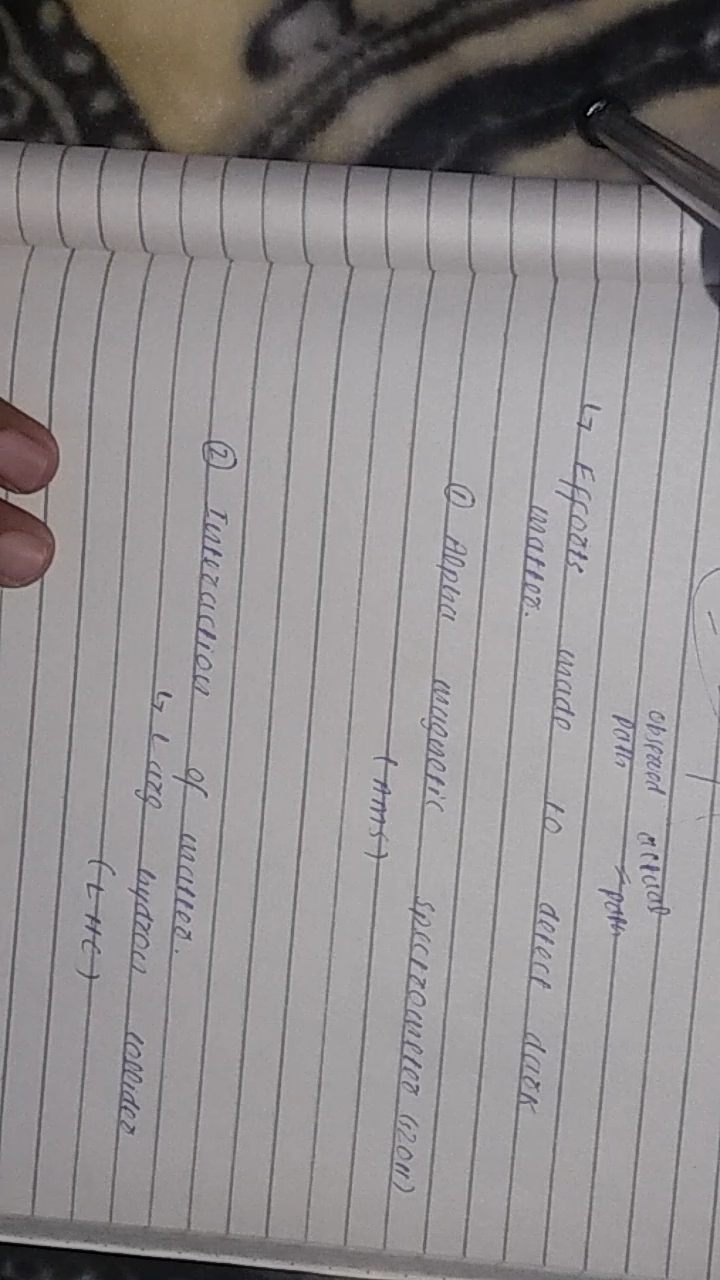 observed actual
path = path
↳ Efforts made to detect dark
matter.
① Alpha magnetic spectrometer (2011)
(AMS)
② Interaction of matter.
↳ Larg hydron collider
(LHC)